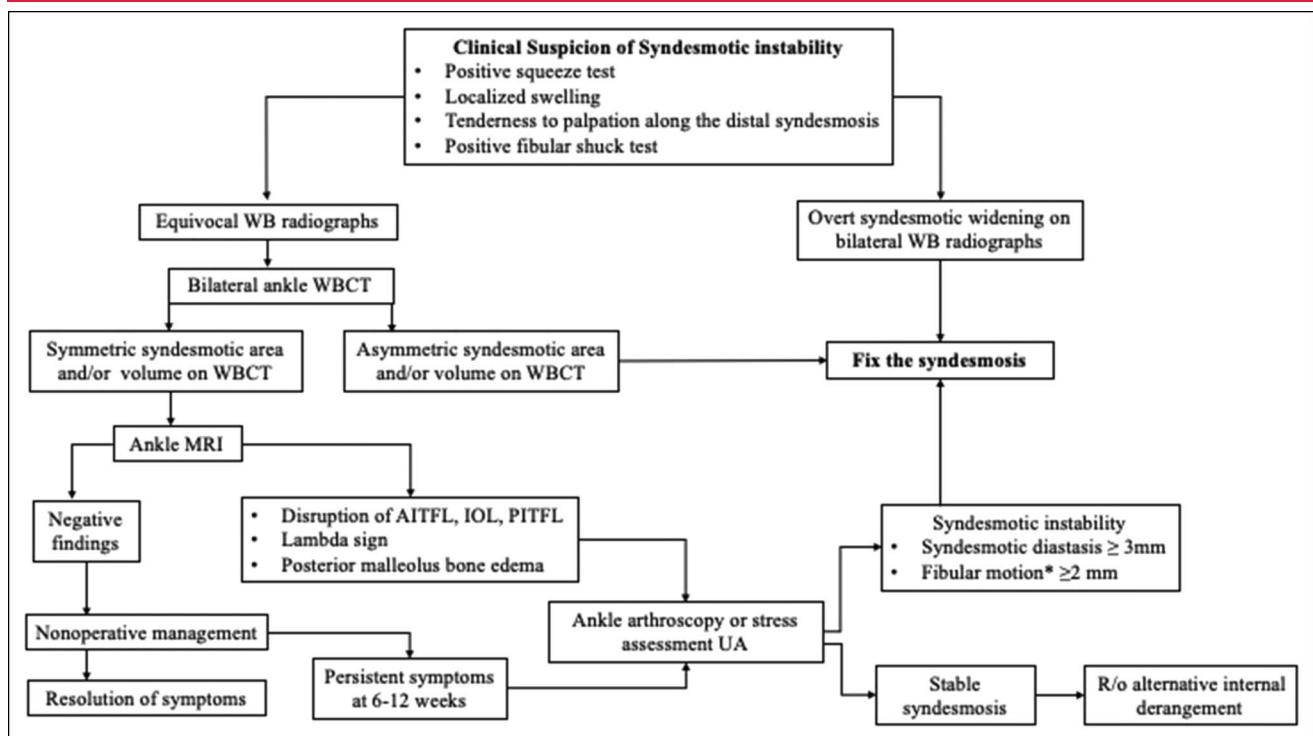 Clinical Suspicion of Syndesmotic instability
• Positive squeeze test
• Localized swelling
• Tenderness to palpation along the distal syndesmosis
• Positive fibular shuck test
Equivocal WB radiographs
Overt syndesmotic widening on
bilateral WB radiographs
Bilateral ankle WBCT
Symmetric syndesmotic area
and/or volume on WBCT
Asymmetric syndesmotic area
and/or volume on WBCT
Fix the syndesmosis
Ankle MRI
Negative
findings
• Disruption of AITFL, IOL, PITFL
• Lambda sign
• Posterior malleolus bone edema
Syndesmotic instability
• Syndesmotic diastasis ≥ 3mm
• Fibular motion* ≥2 mm
Nonoperative management
Ankle arthroscopy or stress
assessment UA
Resolution of symptoms
Persistent symptoms
at 6-12 weeks
Stable
syndesmosis
R/o alternative internal
derangement